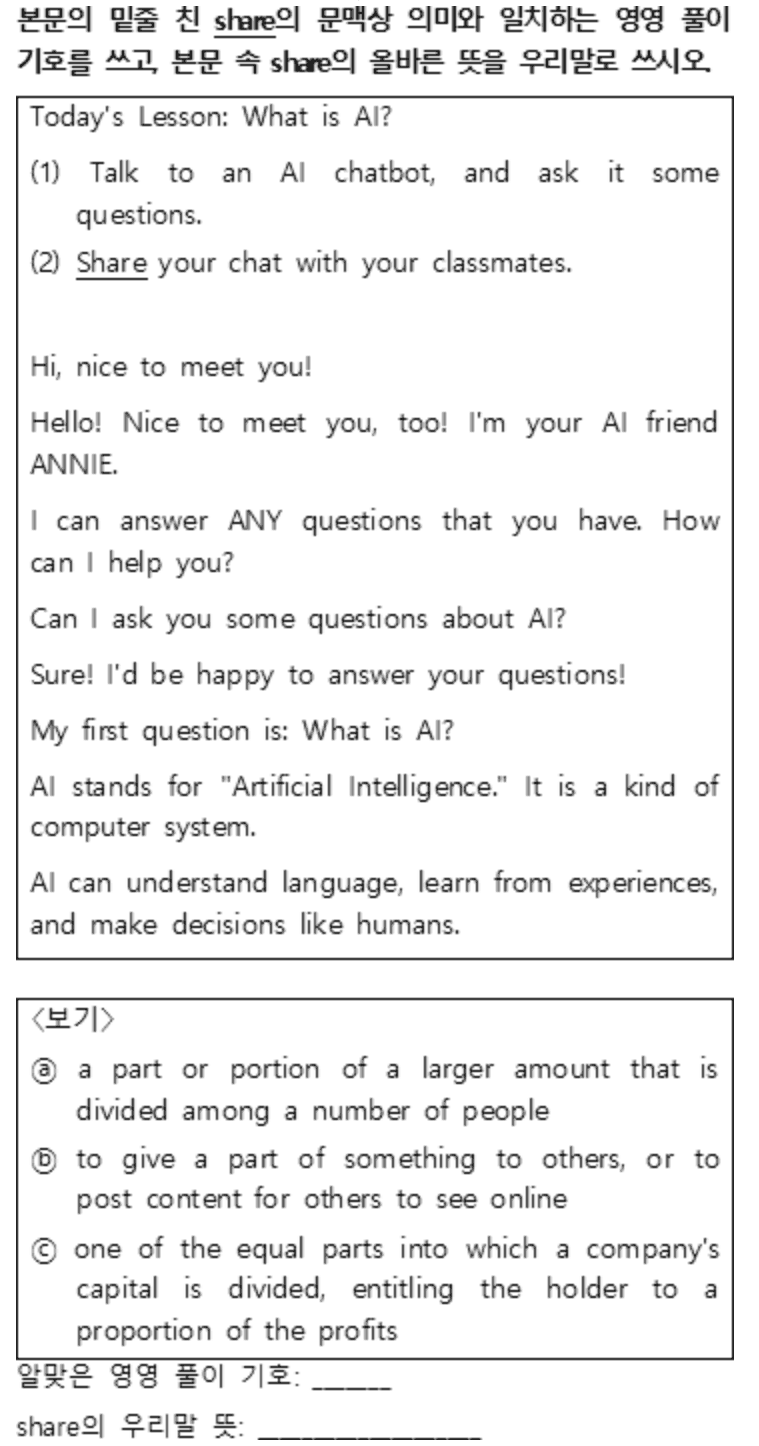 본문의 밑줄 친 share의 문맥상 의미와 일치하는 영영 풀이
기호를 쓰고, 본문 속 share의 올바른 뜻을 우리말로 쓰시오.
Today's Lesson: What is AI?
(1) Talk to an AI chatbot, and ask it some
questions.
(2) Share your chat with your classmates.
Hi, nice to meet you!
Hello! Nice to meet you, too! I'm your AI friend
ANNIE.
I can answer ANY questions that you have. How
can I help you?
Can I ask you some questions about AI?
Sure! I'd be happy to answer your questions!
My first question is: What is AI?
AI stands for "Artificial Intelligence." It is a kind of
computer system.
AI can understand language, learn from experiences,
and make decisions like humans.
〈보기〉
ⓐ a part or portion of a larger amount that is
divided among a number of people
ⓑ to give a part of something to others, or to
post content for others to see online
ⓒ one of the equal parts into which a company's
capital is divided, entitling the holder to a
proportion of the profits
알맞은 영영 풀이 기호: ______
share의 우리말 뜻: _________________